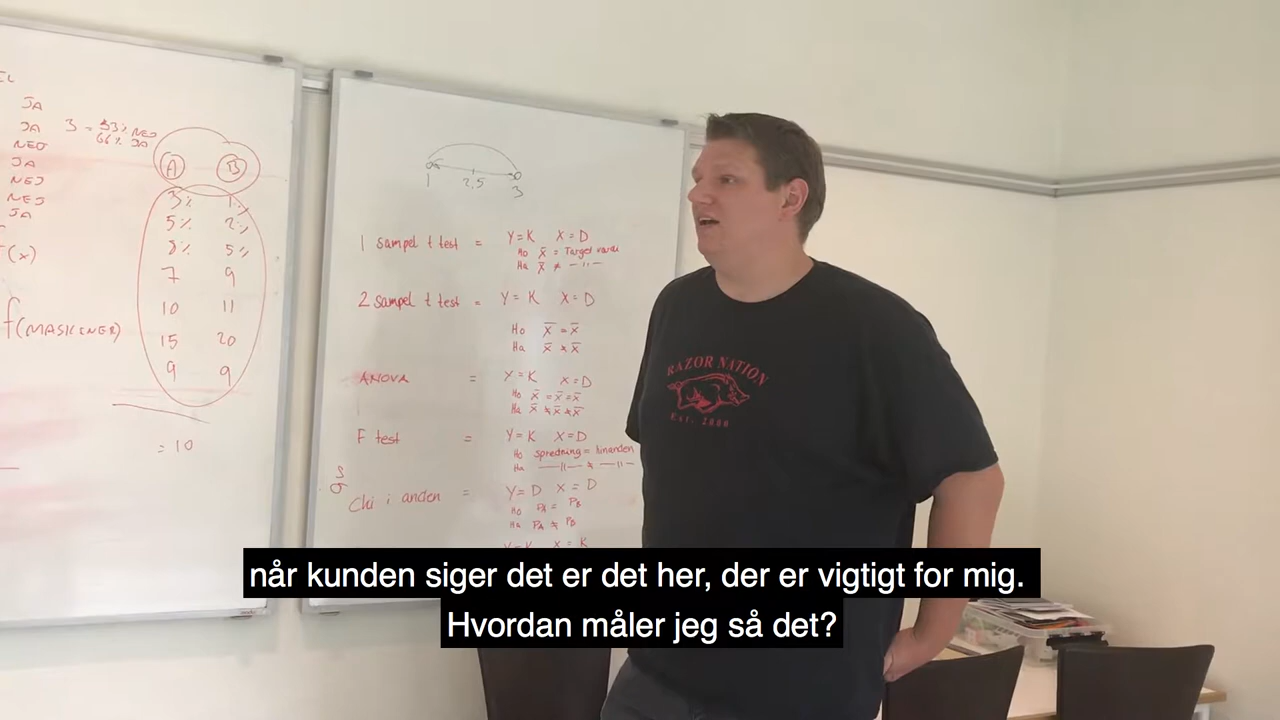 JA
JA 3 = 33% NEJ
66% JA
NEJ
JA
NEJ
NEJ
JA
(x)
f(MASKINER)
A B
3% 1%
5% 2%
8% 5%
7 9
10 11
15 20
9 9
= 10
1 2,5 3
1 sampel t test = Y=K X=D
Ho x̄ = Target værdi
Ha x̄ ≠ —〃—
2 sampel t test = Y=K X=D
Ho x̄ = x̄
Ha x̄ ≠ x̄
ANOVA = Y=K X=D
Ho x̄ = x̄ = x̄
Ha x̄ ≠ x̄ ≠ x̄
F test = Y=K X=D
Ho spredning = hinanden
Ha —〃— ≠ —〃—
S
σ
Chi i anden = Y=D X=D
Ho PA = PB
Ha PA ≠ PB
Y=K X=K
RAZOR NATION
EST. 2000
når kunden siger det er det her, der er vigtigt for mig.
Hvordan måler jeg så det?